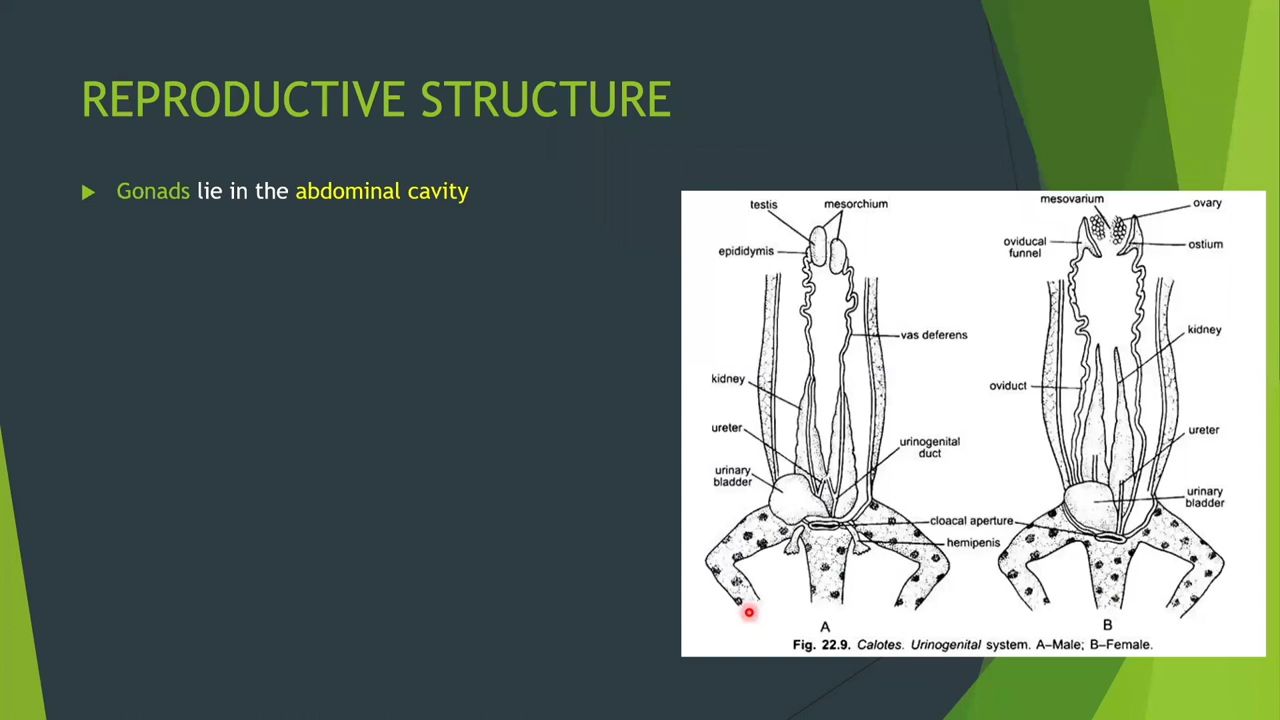 REPRODUCTIVE STRUCTURE
Gonads lie in the abdominal cavity
testis
mesorchium
epididymis
vas deferens
kidney
ureter
urinogenital
duct
urinary
bladder
cloacal aperture
hemipenis
A
mesovarium
ovary
oviducal
funnel
ostium
kidney
oviduct
ureter
urinary
bladder
B
Fig. 22.9. Calotes. Urinogenital system. A–Male; B–Female.